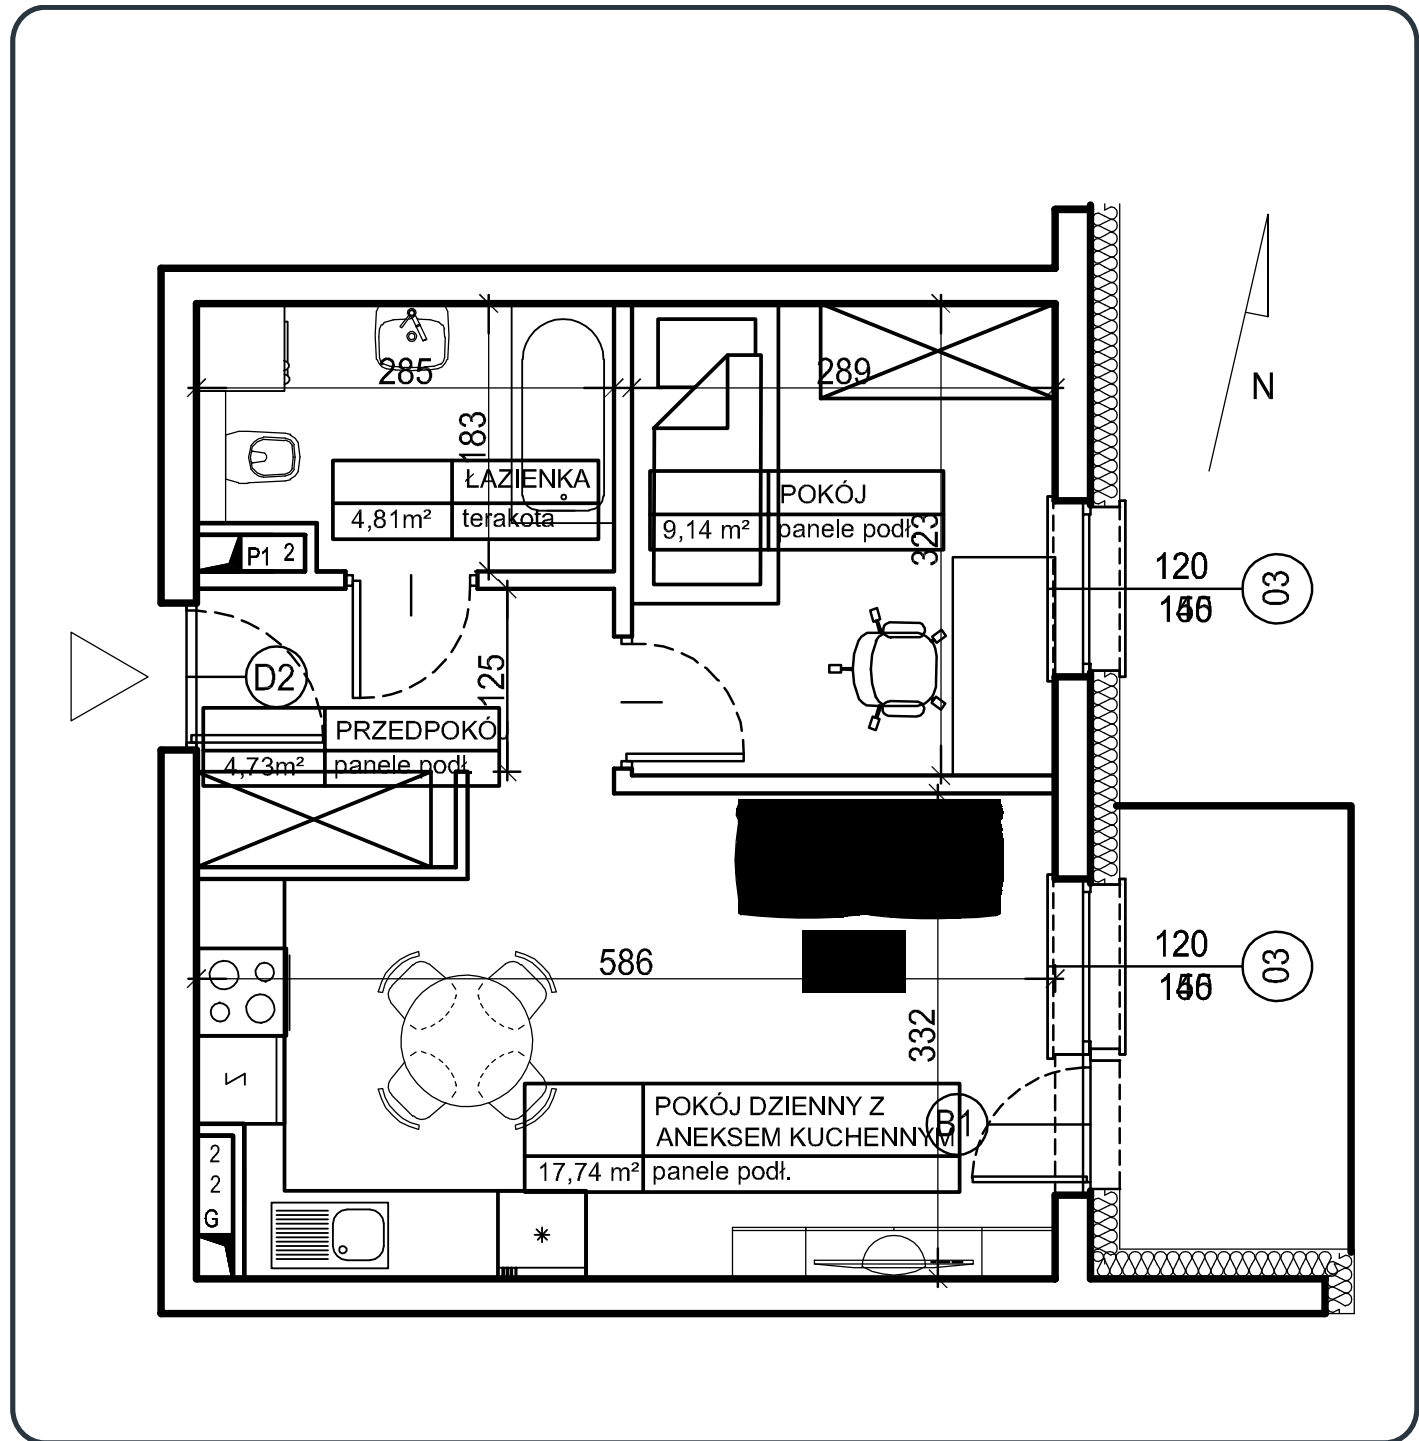 285
289
183
N
ŁAZIENKA
4,81m² terakota
POKÓJ
9,14 m² panele podł.
323
P1 2
120
03
D2
125
PRZEDPOKÓJ
4,73m² panele podł.
586
120
03
332
POKÓJ DZIENNY Z
ANEKSEM KUCHENNYM
B1
17,74 m² panele podł.
2
2
G